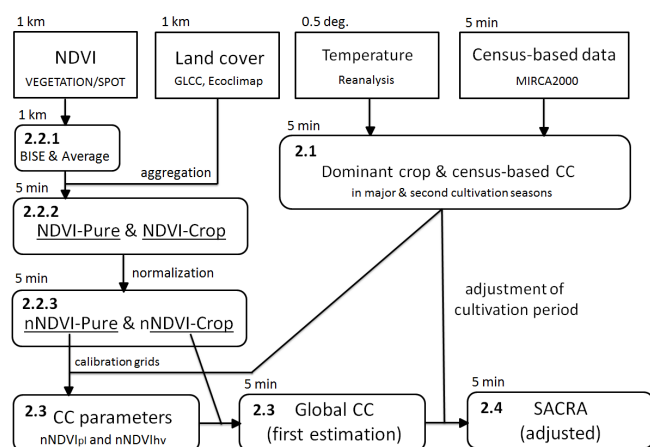 1 km
1 km
0.5 deg.
5 min
NDVI
VEGETATION/SPOT
Land cover
GLCC, Ecoclimap
Temperature
Reanalysis
Census-based data
MIRCA2000
1 km
2.2.1
BISE & Average
aggregation
5 min
2.1
Dominant crop & census-based CC
in major & second cultivation seasons
5 min
2.2.2
NDVI-Pure & NDVI-Crop
normalization
5 min
2.2.3
nNDVI-Pure & nNDVI-Crop
adjustment of
cultivation period
calibration grids
2.3 CC parameters
nNDVIpl and nNDVIhv
5 min
2.3 Global CC
(first estimation)
5 min
2.4 SACRA
(adjusted)